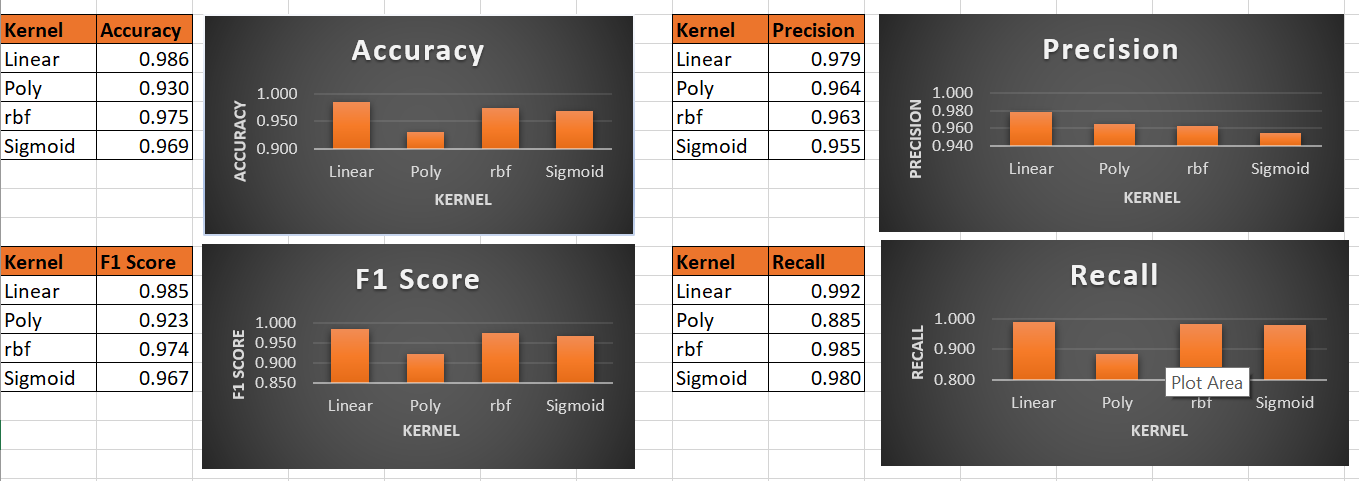 Kernel Accuracy
Linear 0.986
Poly 0.930
rbf 0.975
Sigmoid 0.969
Accuracy
ACCURACY
1.000
0.950
0.900
Linear Poly rbf Sigmoid
KERNEL
Kernel Precision
Linear 0.979
Poly 0.964
rbf 0.963
Sigmoid 0.955
Precision
PRECISION
1.000
0.980
0.960
0.940
Linear Poly rbf Sigmoid
KERNEL
Kernel F1 Score
Linear 0.985
Poly 0.923
rbf 0.974
Sigmoid 0.967
F1 Score
F1 SCORE
1.000
0.950
0.900
0.850
Linear Poly rbf Sigmoid
KERNEL
Kernel Recall
Linear 0.992
Poly 0.885
rbf 0.985
Sigmoid 0.980
Recall
RECALL
1.000
0.900
0.800
Plot Area
Linear Poly rbf Sigmoid
KERNEL